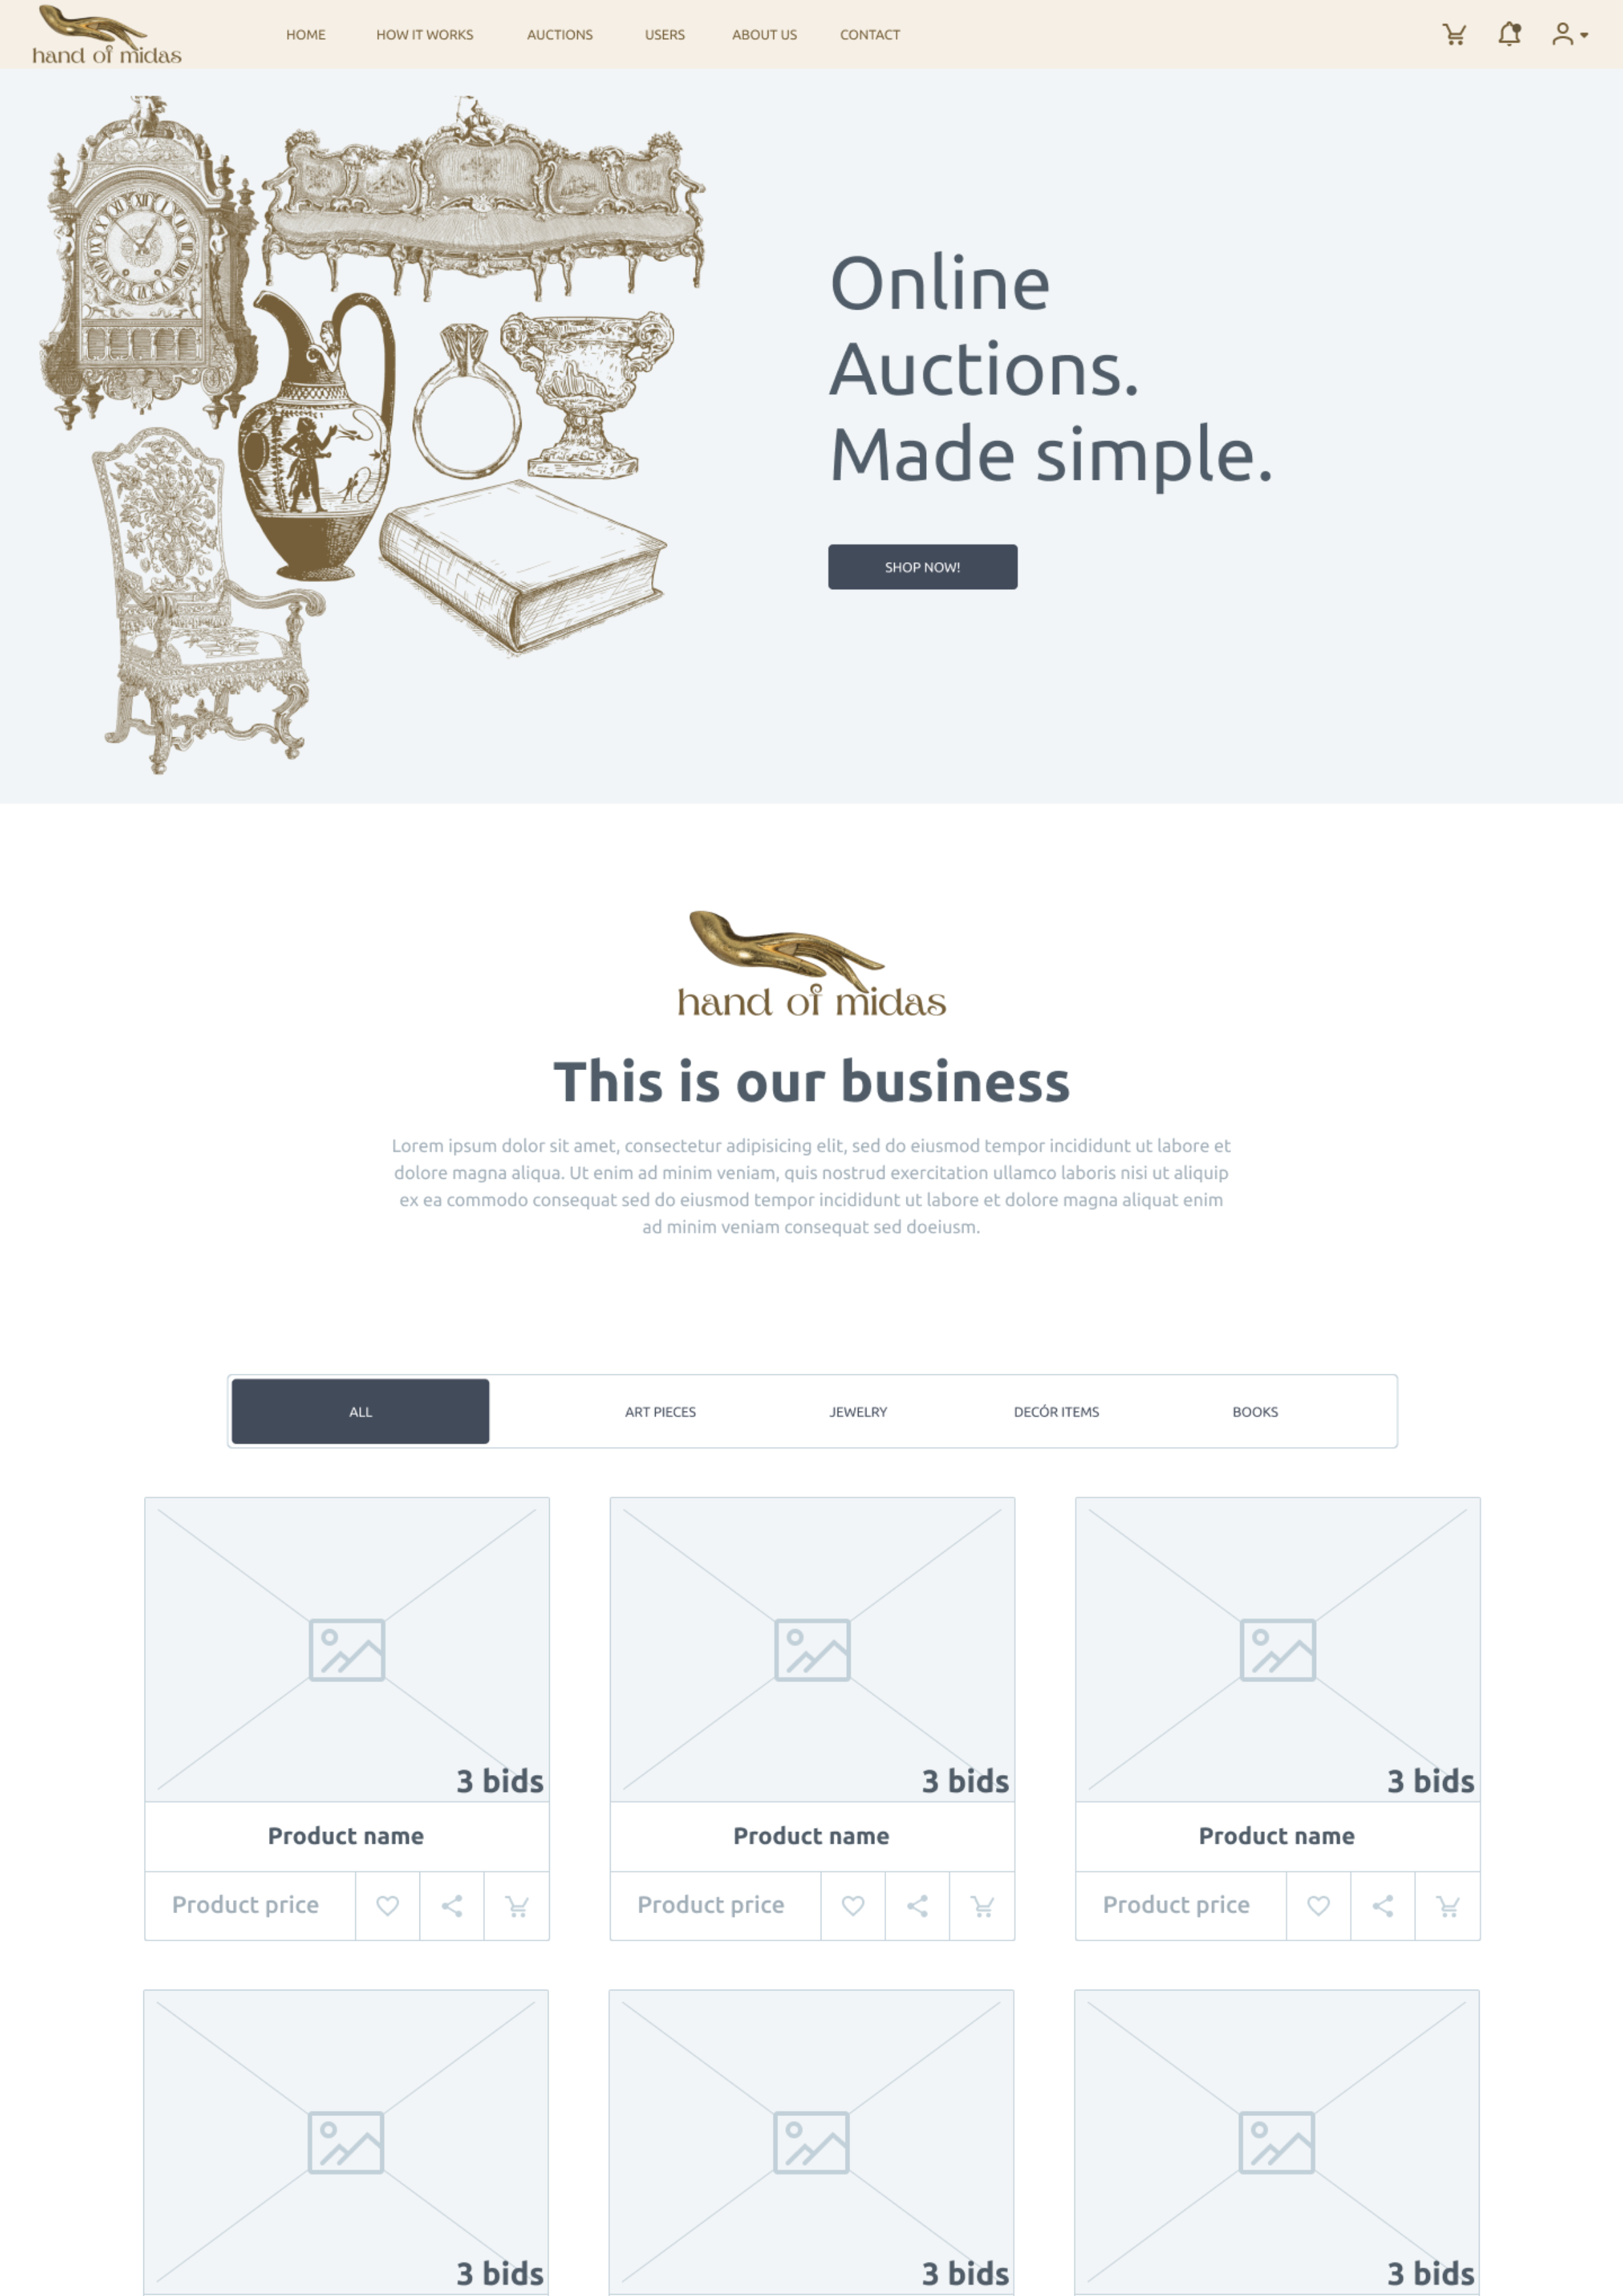 hand of midas
HOME HOW IT WORKS AUCTIONS USERS ABOUT US CONTACT
Online
Auctions.
Made simple.
SHOP NOW!
hand of midas
This is our business
Lorem ipsum dolor sit amet, consectetur adipisicing elit, sed do eiusmod tempor incididunt ut labore et
dolore magna aliqua. Ut enim ad minim veniam, quis nostrud exercitation ullamco laboris nisi ut aliquip
ex ea commodo consequat sed do eiusmod tempor incididunt ut labore et dolore magna aliquat enim
ad minim veniam consequat sed doeiusm.
ALL ART PIECES JEWELRY DECÓR ITEMS BOOKS
3 bids 3 bids 3 bids
Product name Product name Product name
Product price Product price Product price
3 bids 3 bids 3 bids